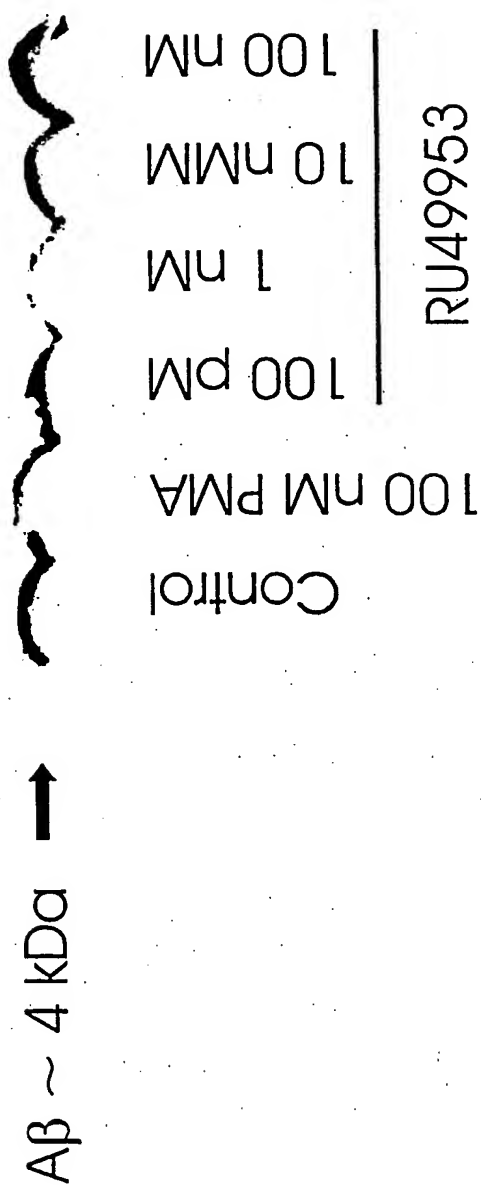 Aβ ~ 4 kDa
Control
100 nM PMA
100 pM
1 nM
10 nMM
100 nM
RU49953